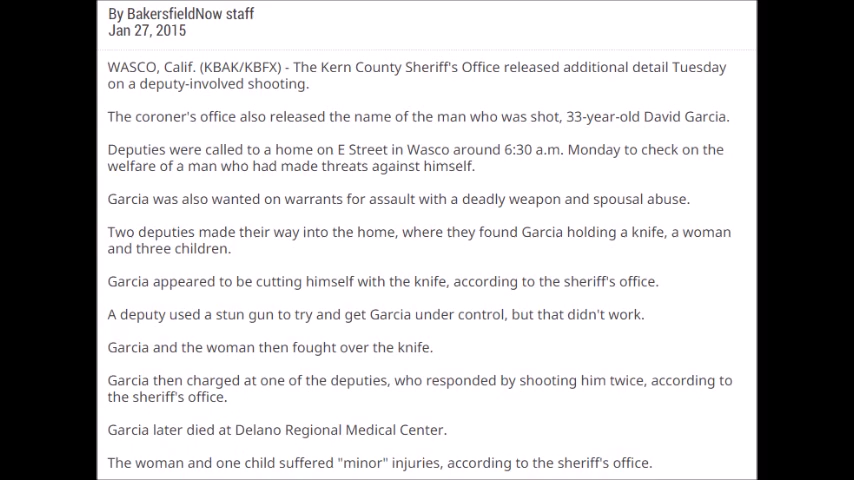 By BakersfieldNow staff
Jan 27, 2015
WASCO, Calif. (KBAK/KBFX) - The Kern County Sheriff's Office released additional detail Tuesday
on a deputy-involved shooting.
The coroner's office also released the name of the man who was shot, 33-year-old David Garcia.
Deputies were called to a home on E Street in Wasco around 6:30 a.m. Monday to check on the
welfare of a man who had made threats against himself.
Garcia was also wanted on warrants for assault with a deadly weapon and spousal abuse.
Two deputies made their way into the home, where they found Garcia holding a knife, a woman
and three children.
Garcia appeared to be cutting himself with the knife, according to the sheriff's office.
A deputy used a stun gun to try and get Garcia under control, but that didn't work.
Garcia and the woman then fought over the knife.
Garcia then charged at one of the deputies, who responded by shooting him twice, according to
the sheriff's office.
Garcia later died at Delano Regional Medical Center.
The woman and one child suffered "minor" injuries, according to the sheriff's office.